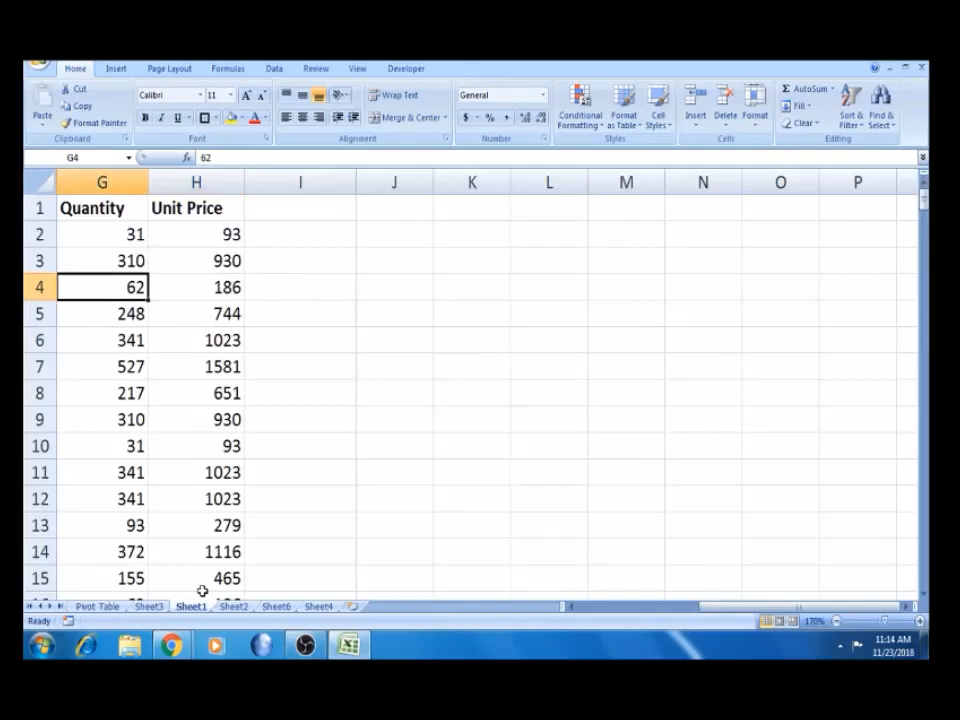 Home Insert Page Layout Formulas Data Review View Developer
Paste
Cut
Copy
Format Painter
Clipboard
Calibri 11
B I U
Font
Wrap Text
Merge & Center
Alignment
General
$ % ,
Number
Conditional Formatting
Format as Table
Cell Styles
Styles
Insert Delete Format
Cells
Σ AutoSum
Fill
Clear
Sort & Filter
Find & Select
Editing
G4 fx 62
G H I J K L M N O P
1 Quantity Unit Price
2 31 93
3 310 930
4 62 186
5 248 744
6 341 1023
7 527 1581
8 217 651
9 310 930
10 31 93
11 341 1023
12 341 1023
13 93 279
14 372 1116
15 155 465
Pivot Table Sheet3 Sheet1 Sheet2 Sheet6 Sheet4
Ready 170%
11:14 AM
11/23/2018